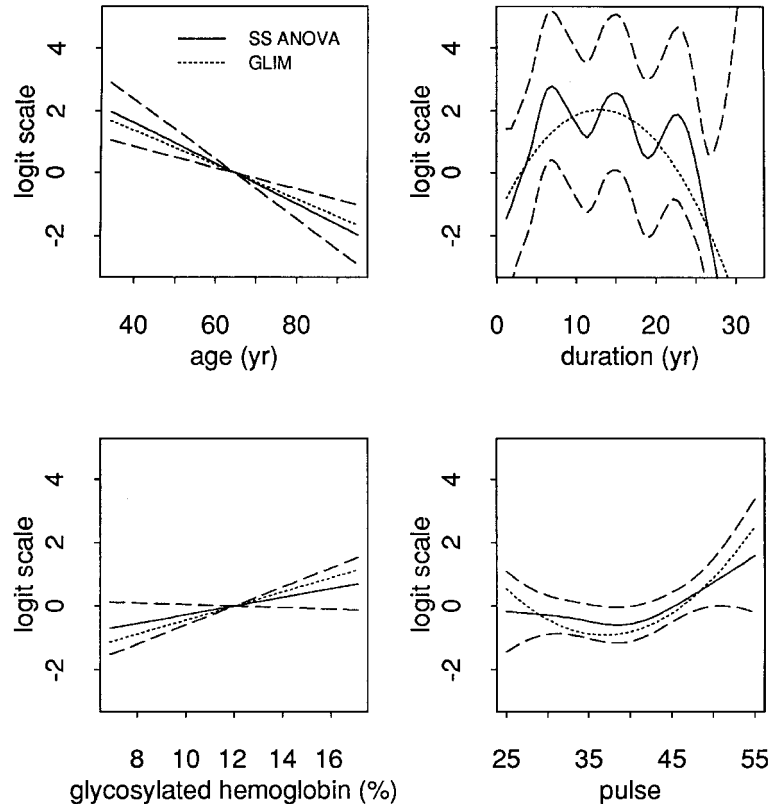 SS ANOVA
GLIM
logit scale
4
2
0
-2
40 60 80
age (yr)
logit scale
4
2
0
-2
0 10 20 30
duration (yr)
logit scale
4
2
0
-2
8 10 12 14 16
glycosylated hemoglobin (%)
logit scale
4
2
0
-2
25 35 45 55
pulse